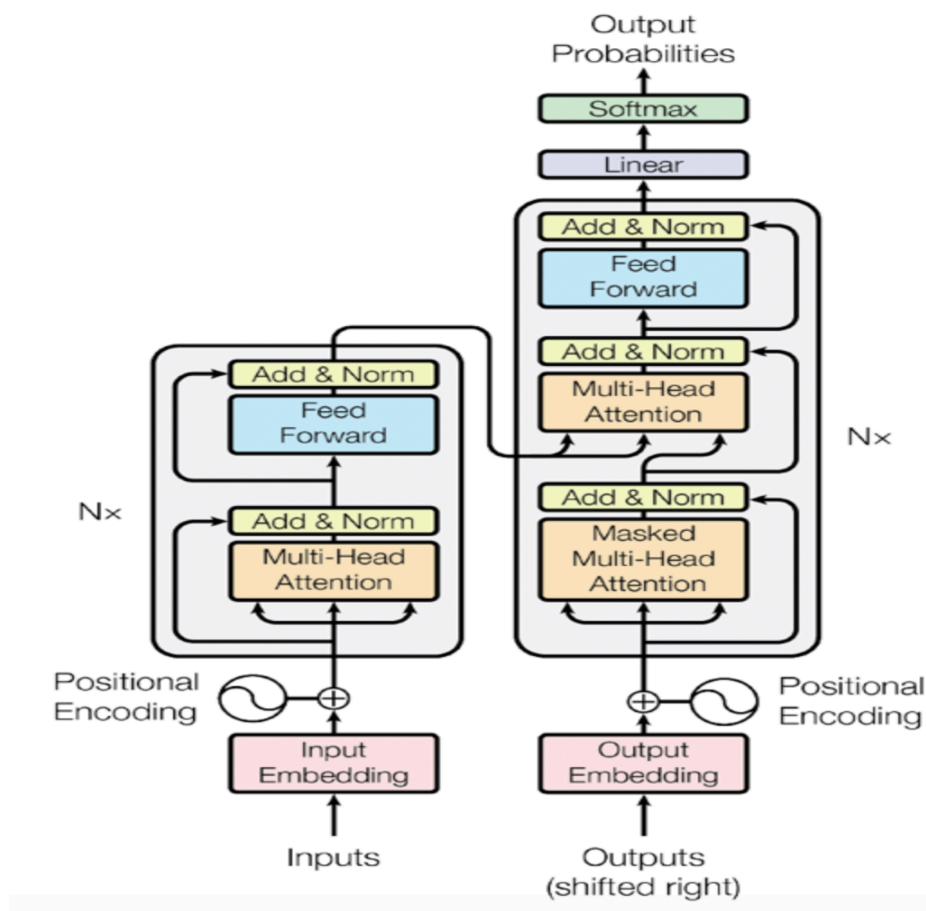 Output
Probabilities
Softmax
Linear
Add & Norm
Feed
Forward
Add & Norm
Multi-Head
Attention
Nx
Add & Norm
Masked
Multi-Head
Attention
Add & Norm
Feed
Forward
Nx
Add & Norm
Multi-Head
Attention
Positional
Encoding
Positional
Encoding
Input
Embedding
Output
Embedding
Inputs
Outputs
(shifted right)